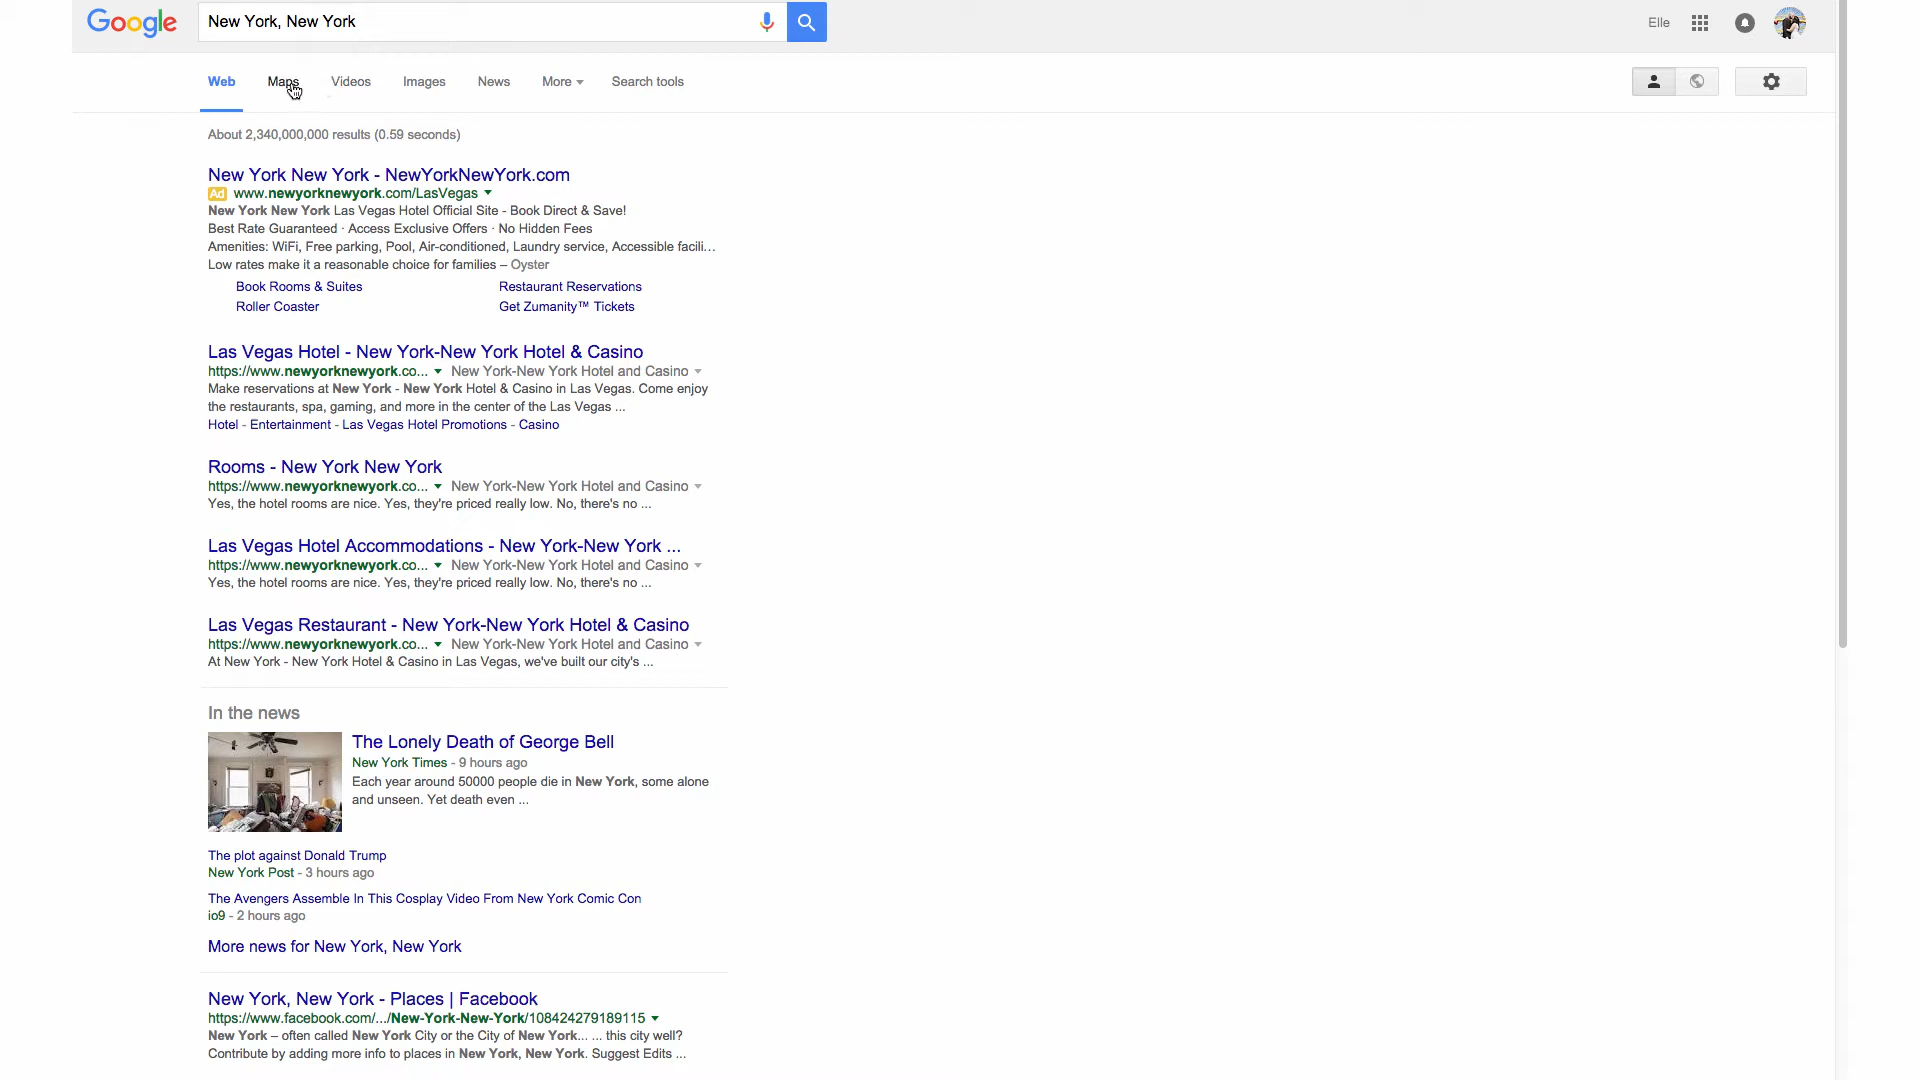 Google
New York, New York
Elle
Web Maps Videos Images News More Search tools
About 2,340,000,000 results (0.59 seconds)
New York New York - NewYorkNewYork.com
Ad www.newyorknewyork.com/LasVegas
New York New York Las Vegas Hotel Official Site - Book Direct & Save!
Best Rate Guaranteed · Access Exclusive Offers · No Hidden Fees
Amenities: WiFi, Free parking, Pool, Air-conditioned, Laundry service, Accessible facili...
Low rates make it a reasonable choice for families – Oyster
Book Rooms & Suites Restaurant Reservations
Roller Coaster Get Zumanity™ Tickets
Las Vegas Hotel - New York-New York Hotel & Casino
https://www.newyorknewyork.co... New York-New York Hotel and Casino
Make reservations at New York - New York Hotel & Casino in Las Vegas. Come enjoy
the restaurants, spa, gaming, and more in the center of the Las Vegas ...
Hotel - Entertainment - Las Vegas Hotel Promotions - Casino
Rooms - New York New York
https://www.newyorknewyork.co... New York-New York Hotel and Casino
Yes, the hotel rooms are nice. Yes, they're priced really low. No, there's no ...
Las Vegas Hotel Accommodations - New York-New York ...
https://www.newyorknewyork.co... New York-New York Hotel and Casino
Yes, the hotel rooms are nice. Yes, they're priced really low. No, there's no ...
Las Vegas Restaurant - New York-New York Hotel & Casino
https://www.newyorknewyork.co... New York-New York Hotel and Casino
At New York - New York Hotel & Casino in Las Vegas, we've built our city's ...
In the news
The Lonely Death of George Bell
New York Times - 9 hours ago
Each year around 50000 people die in New York, some alone
and unseen. Yet death even ...
The plot against Donald Trump
New York Post - 3 hours ago
The Avengers Assemble In This Cosplay Video From New York Comic Con
io9 - 2 hours ago
More news for New York, New York
New York, New York - Places | Facebook
https://www.facebook.com/.../New-York-New-York/108424279189115
New York – often called New York City or the City of New York... ... this city well?
Contribute by adding more info to places in New York, New York. Suggest Edits ...